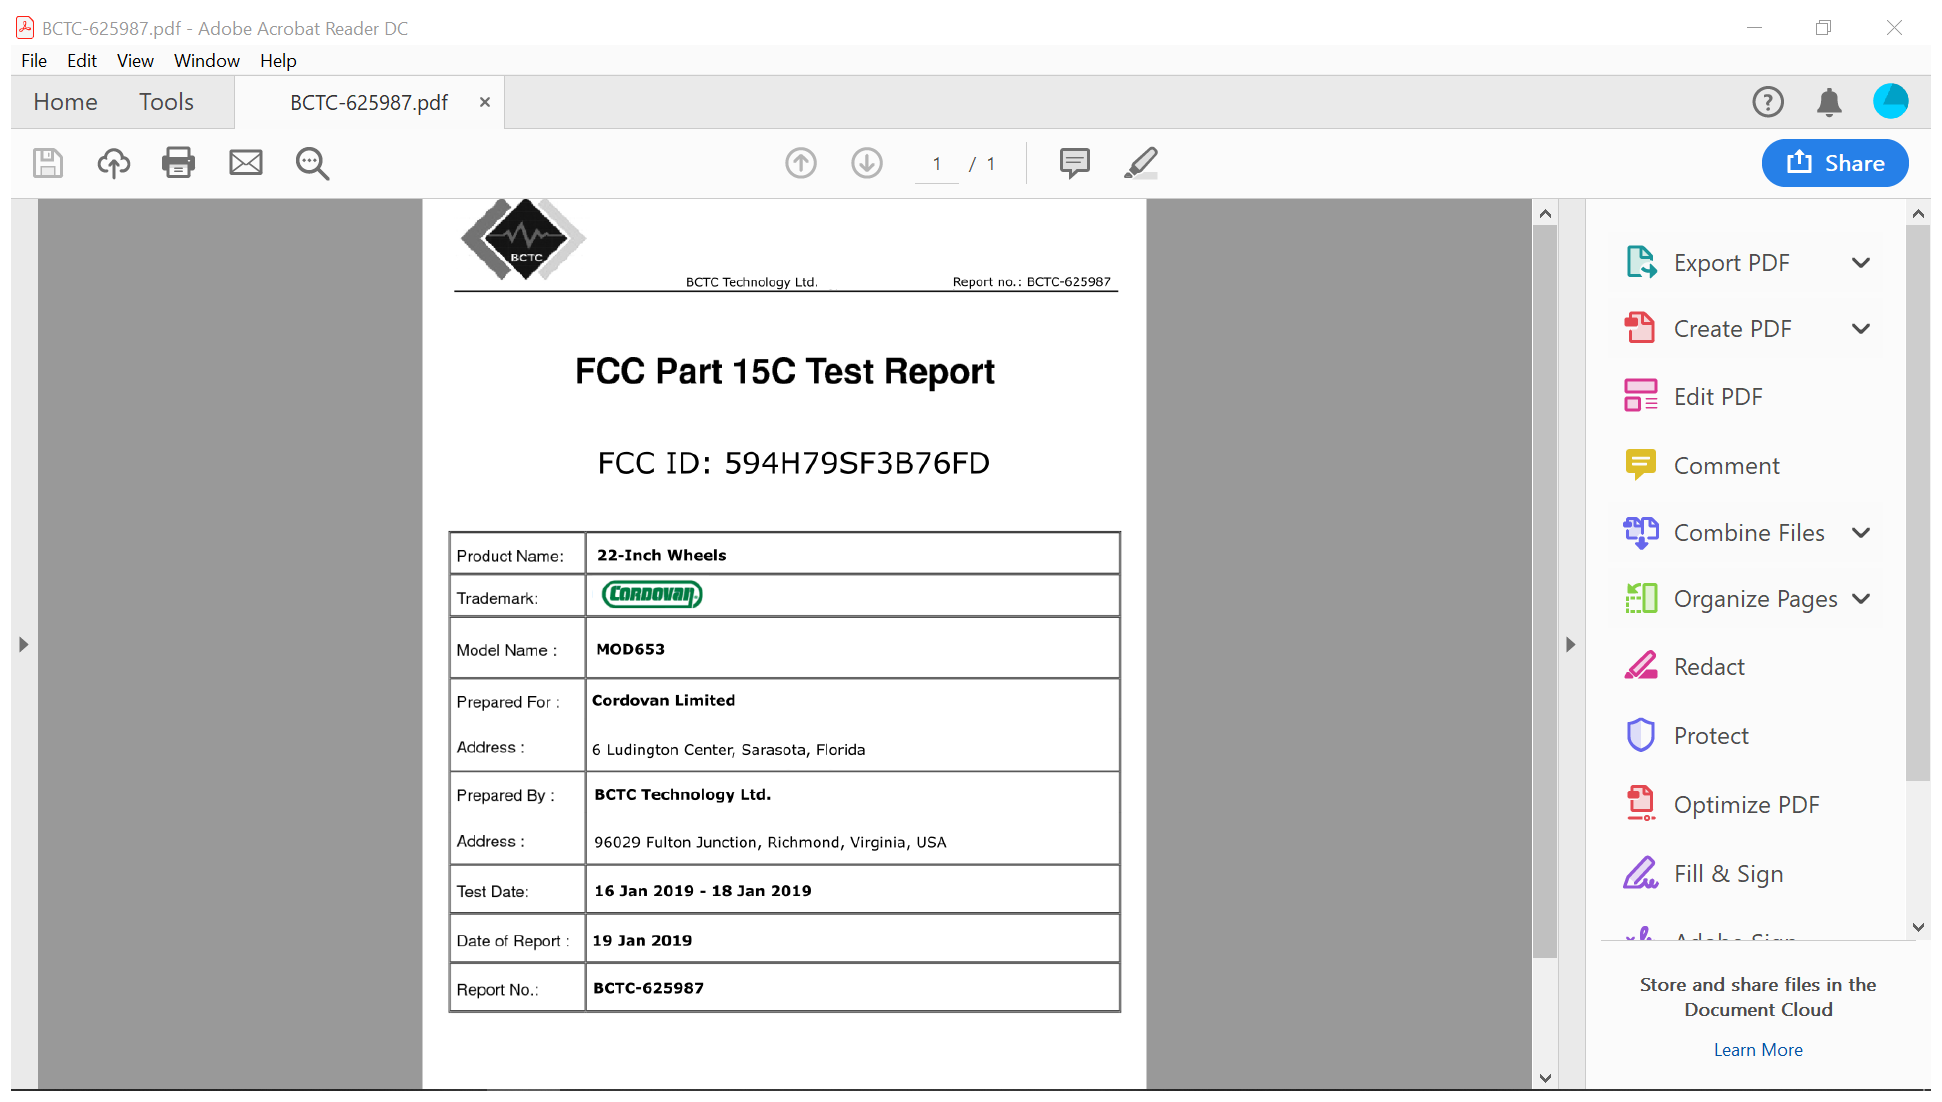 BCTC-625987.pdf - Adobe Acrobat Reader DC
File Edit View Window Help
Home Tools BCTC-625987.pdf ×
1 / 1
Share
BCTC
BCTC Technology Ltd. Report no.: BCTC-625987
FCC Part 15C Test Report
FCC ID: 594H79SF3B76FD
Product Name: 22-Inch Wheels
Trademark: CORDOVAN
Model Name : MOD653
Prepared For : Cordovan Limited
Address : 6 Ludington Center, Sarasota, Florida
Prepared By : BCTC Technology Ltd.
Address : 96029 Fulton Junction, Richmond, Virginia, USA
Test Date: 16 Jan 2019 - 18 Jan 2019
Date of Report : 19 Jan 2019
Report No.: BCTC-625987
Export PDF
Create PDF
Edit PDF
Comment
Combine Files
Organize Pages
Redact
Protect
Optimize PDF
Fill & Sign
Adobe Sign
Store and share files in the
Document Cloud
Learn More